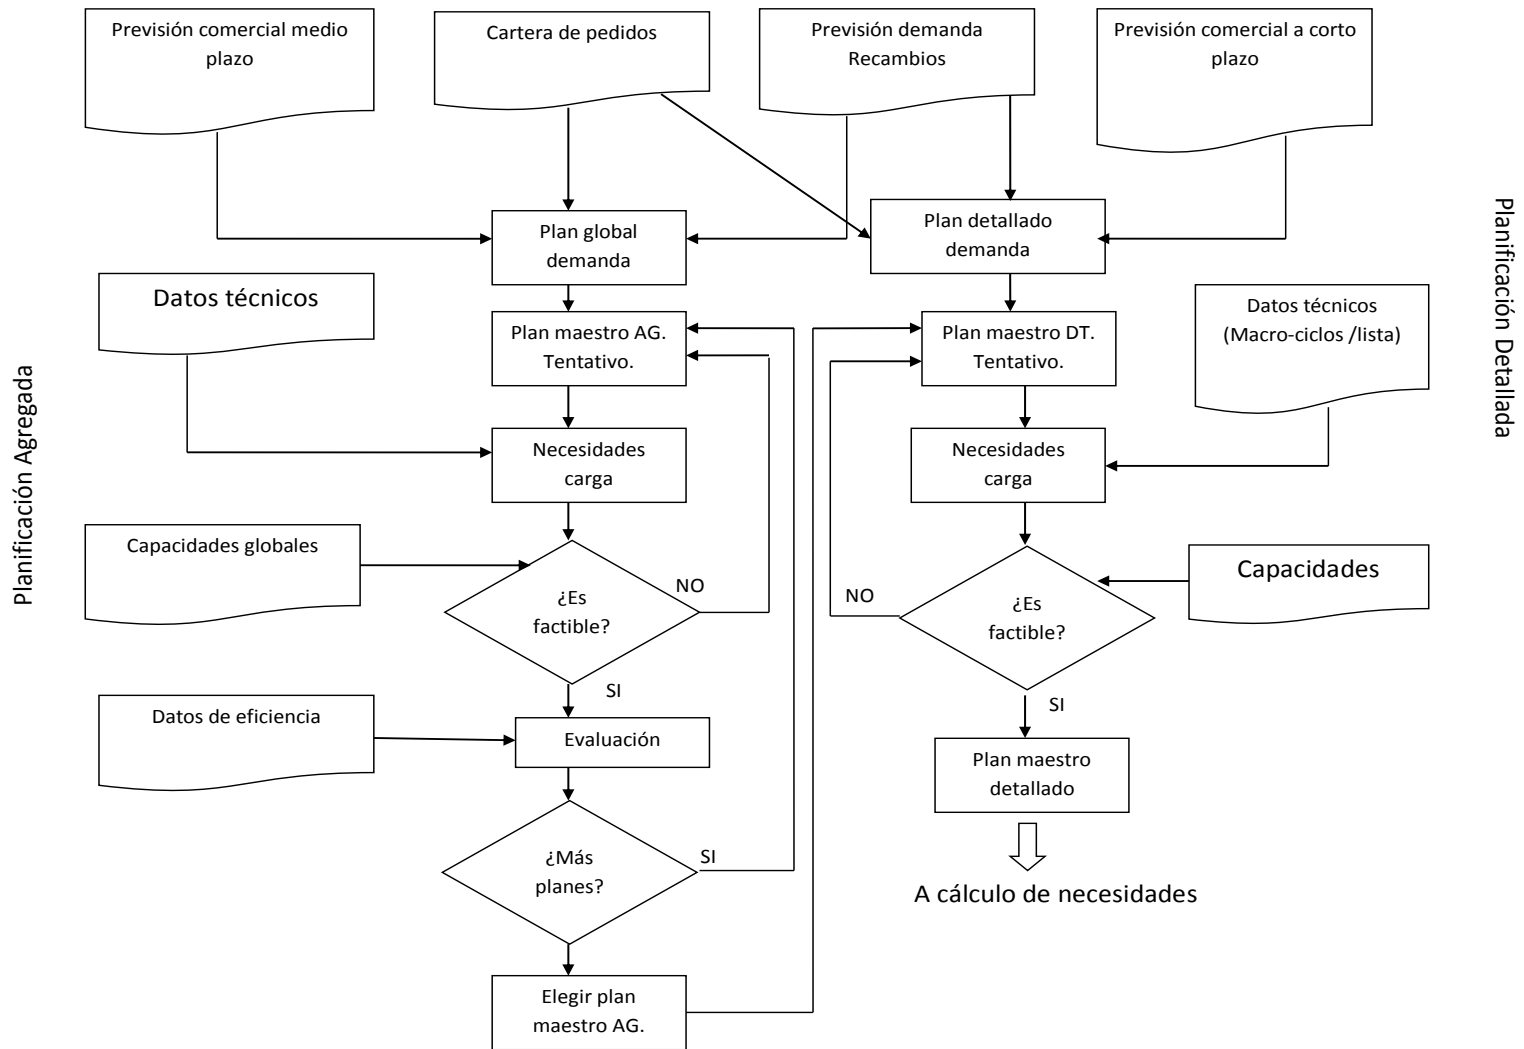 Previsión comercial medio
plazo
Cartera de pedidos
Previsión demanda
Recambios
Previsión comercial a corto
plazo
Plan global
demanda
Plan detallado
demanda
Planificación Agregada
Planificación Detallada
Datos técnicos
Plan maestro AG.
Tentativo.
Plan maestro DT.
Tentativo.
Datos técnicos
(Macro-ciclos /lista)
Necesidades
carga
Necesidades
carga
Capacidades globales
¿Es
factible?
NO
NO
¿Es
factible?
Capacidades
SI
SI
Datos de eficiencia
Evaluación
Plan maestro
detallado
¿Más
planes?
SI
A cálculo de necesidades
Elegir plan
maestro AG.